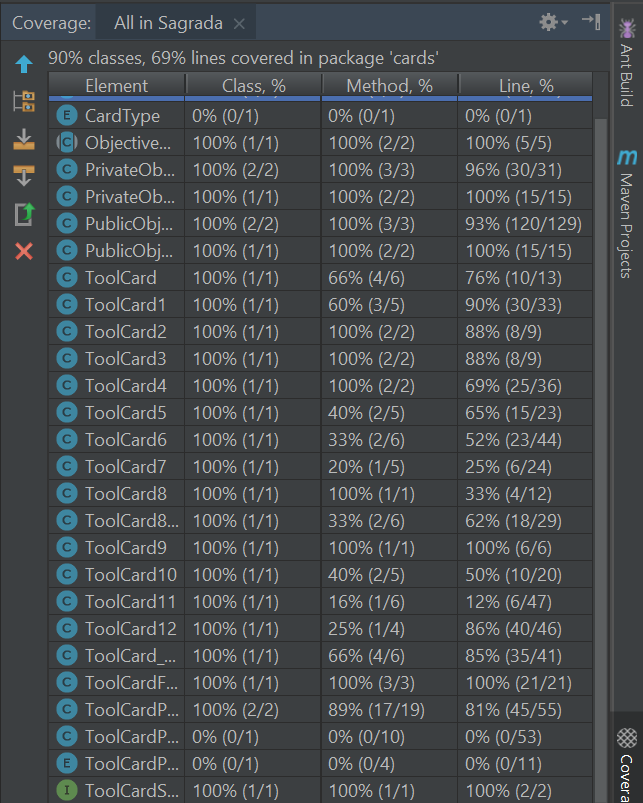 Coverage: All in Sagrada
90% classes, 69% lines covered in package 'cards'
Element Class, % Method, % Line, %
E CardType 0% (0/1) 0% (0/1) 0% (0/1)
C Objective... 100% (1/1) 100% (2/2) 100% (5/5)
C PrivateOb... 100% (2/2) 100% (3/3) 96% (30/31)
C PrivateOb... 100% (1/1) 100% (2/2) 100% (15/15)
C PublicObj... 100% (2/2) 100% (3/3) 93% (120/129)
C PublicObj... 100% (1/1) 100% (2/2) 100% (15/15)
C ToolCard 100% (1/1) 66% (4/6) 76% (10/13)
C ToolCard1 100% (1/1) 60% (3/5) 90% (30/33)
C ToolCard2 100% (1/1) 100% (2/2) 88% (8/9)
C ToolCard3 100% (1/1) 100% (2/2) 88% (8/9)
C ToolCard4 100% (1/1) 100% (2/2) 69% (25/36)
C ToolCard5 100% (1/1) 40% (2/5) 65% (15/23)
C ToolCard6 100% (1/1) 33% (2/6) 52% (23/44)
C ToolCard7 100% (1/1) 20% (1/5) 25% (6/24)
C ToolCard8 100% (1/1) 100% (1/1) 33% (4/12)
C ToolCard8... 100% (1/1) 33% (2/6) 62% (18/29)
C ToolCard9 100% (1/1) 100% (1/1) 100% (6/6)
C ToolCard10 100% (1/1) 40% (2/5) 50% (10/20)
C ToolCard11 100% (1/1) 16% (1/6) 12% (6/47)
C ToolCard12 100% (1/1) 25% (1/4) 86% (40/46)
C ToolCard_... 100% (1/1) 66% (4/6) 85% (35/41)
C ToolCardF... 100% (1/1) 100% (3/3) 100% (21/21)
C ToolCardP... 100% (2/2) 89% (17/19) 81% (45/55)
C ToolCardP... 0% (0/1) 0% (0/10) 0% (0/53)
E ToolCardP... 0% (0/1) 0% (0/4) 0% (0/11)
I ToolCardS... 100% (1/1) 100% (1/1) 100% (2/2)
Ant Build
m Maven Projects
Covera